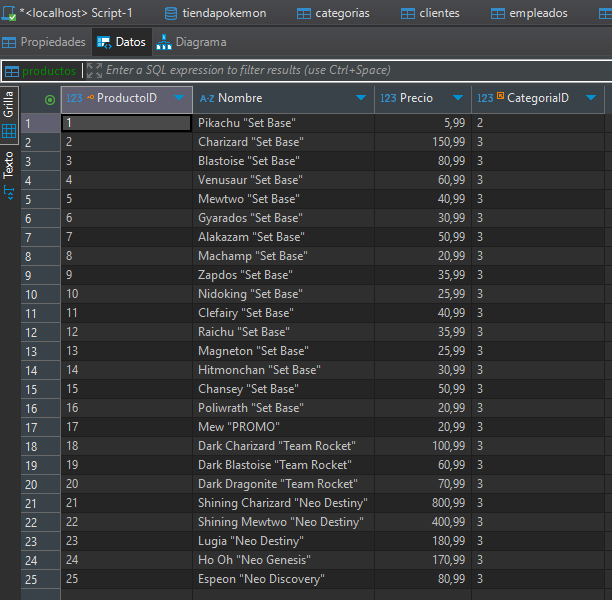 *<localhost> Script-1 tiendapokemon categorias clientes empleados
Propiedades Datos Diagrama
productos Enter a SQL expression to filter results (use Ctrl+Space)
Grilla
Texto
123 ProductoID A-Z Nombre 123 Precio 123 CategoriaID
1 1 Pikachu "Set Base" 5,99 2
2 2 Charizard "Set Base" 150,99 3
3 3 Blastoise "Set Base" 80,99 3
4 4 Venusaur "Set Base" 60,99 3
5 5 Mewtwo "Set Base" 40,99 3
6 6 Gyarados "Set Base" 30,99 3
7 7 Alakazam "Set Base" 50,99 3
8 8 Machamp "Set Base" 20,99 3
9 9 Zapdos "Set Base" 35,99 3
10 10 Nidoking "Set Base" 25,99 3
11 11 Clefairy "Set Base" 40,99 3
12 12 Raichu "Set Base" 35,99 3
13 13 Magneton "Set Base" 25,99 3
14 14 Hitmonchan "Set Base" 30,99 3
15 15 Chansey "Set Base" 50,99 3
16 16 Poliwrath "Set Base" 20,99 3
17 17 Mew "PROMO" 20,99 3
18 18 Dark Charizard "Team Rocket" 100,99 3
19 19 Dark Blastoise "Team Rocket" 60,99 3
20 20 Dark Dragonite "Team Rocket" 70,99 3
21 21 Shining Charizard "Neo Destiny" 800,99 3
22 22 Shining Mewtwo "Neo Destiny" 400,99 3
23 23 Lugia "Neo Destiny" 180,99 3
24 24 Ho Oh "Neo Genesis" 170,99 3
25 25 Espeon "Neo Discovery" 80,99 3